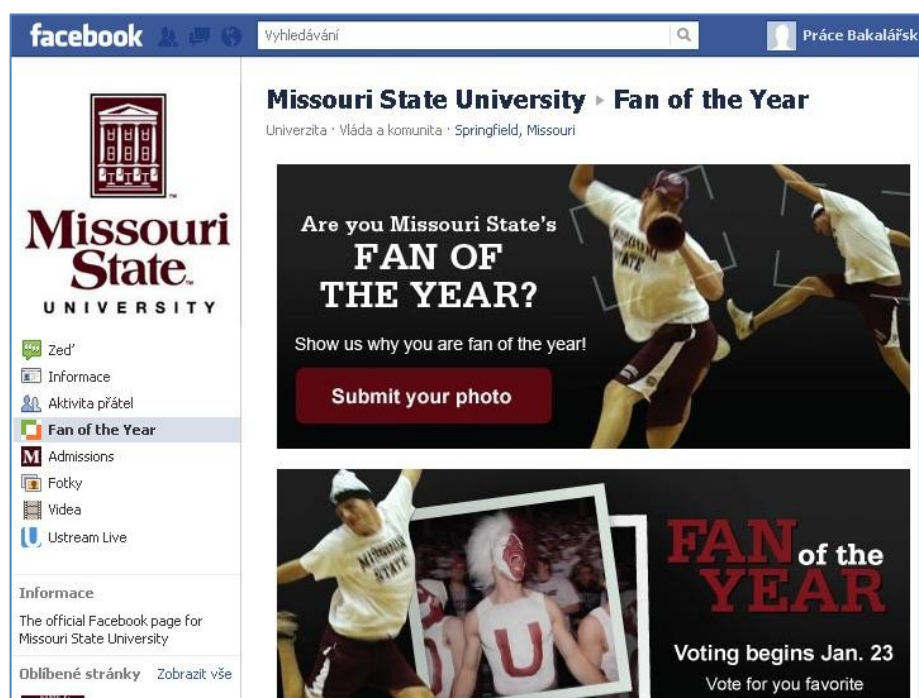 facebook
Vyhledávání
Práce Bakalářsk
Missouri
State
UNIVERSITY
Missouri State University ▸ Fan of the Year
Univerzita · Vláda a komunita · Springfield, Missouri
Are you Missouri State's
FAN OF
THE YEAR?
Show us why you are fan of the year!
Submit your photo
MISSOURI
STATE
Zeď
Informace
Aktivita přátel
Fan of the Year
M Admissions
Fotky
Videa
Ustream Live
Informace
The official Facebook page for
Missouri State University
Oblíbené stránky Zobrazit vše
MISSOURI
STATE
U
FAN of the
YEAR
Voting begins Jan. 23
Vote for you favorite